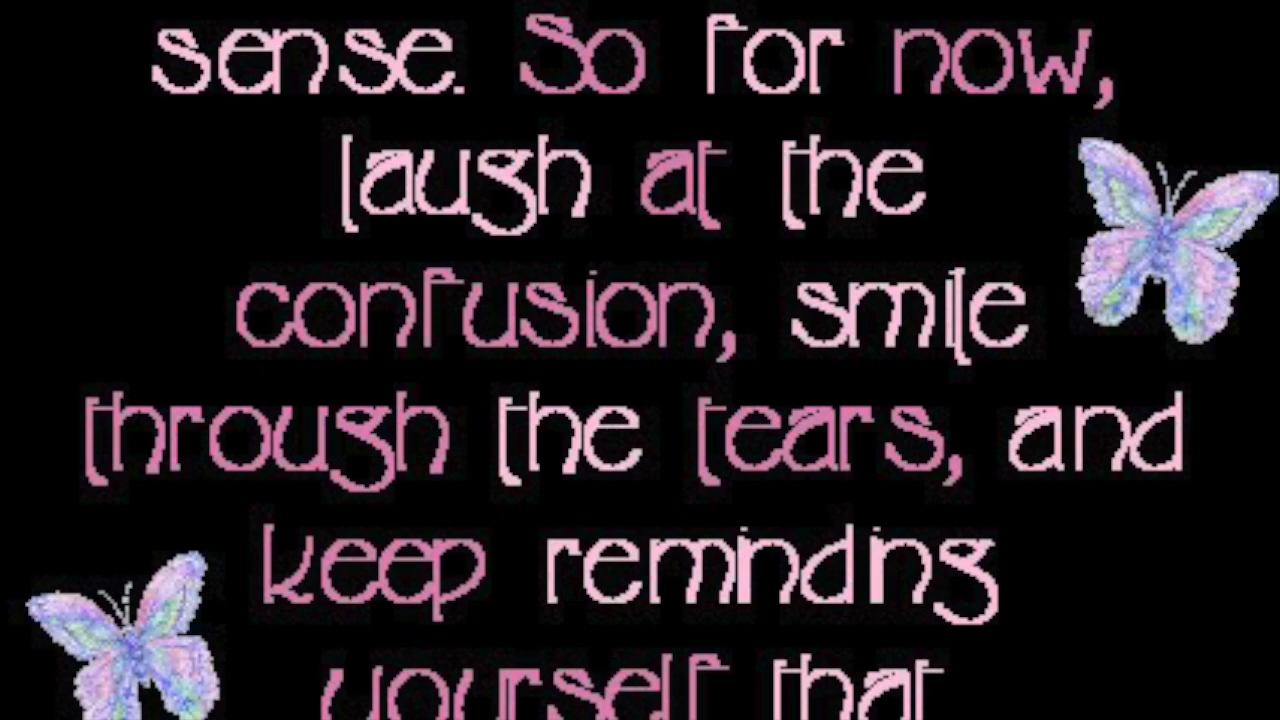 sense. So for now,
laugh at the
confusion, smile
through the tears, and
keep reminding
yourself that